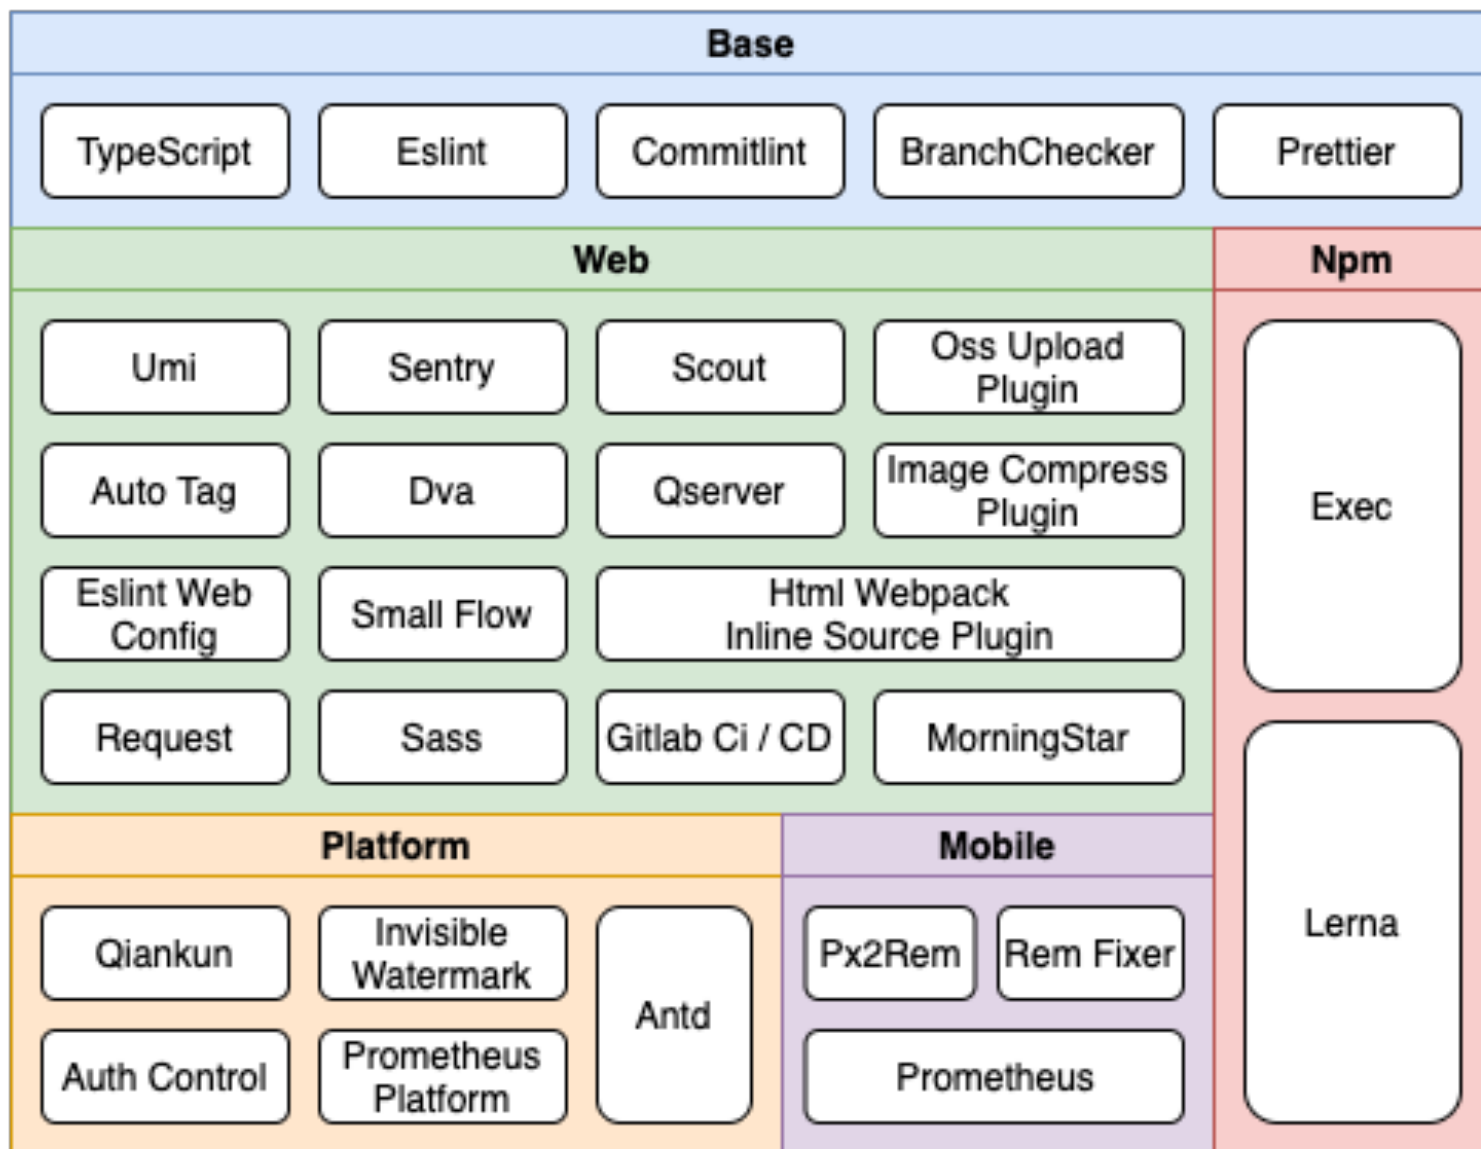 Base
TypeScript
Eslint
Commitlint
BranchChecker
Prettier
Web
Npm
Umi
Sentry
Scout
Oss Upload
Plugin
Auto Tag
Dva
Qserver
Image Compress
Plugin
Exec
Eslint Web
Config
Small Flow
Html Webpack
Inline Source Plugin
Request
Sass
Gitlab Ci / CD
MorningStar
Lerna
Platform
Mobile
Qiankun
Invisible
Watermark
Antd
Px2Rem
Rem Fixer
Auth Control
Prometheus
Platform
Prometheus